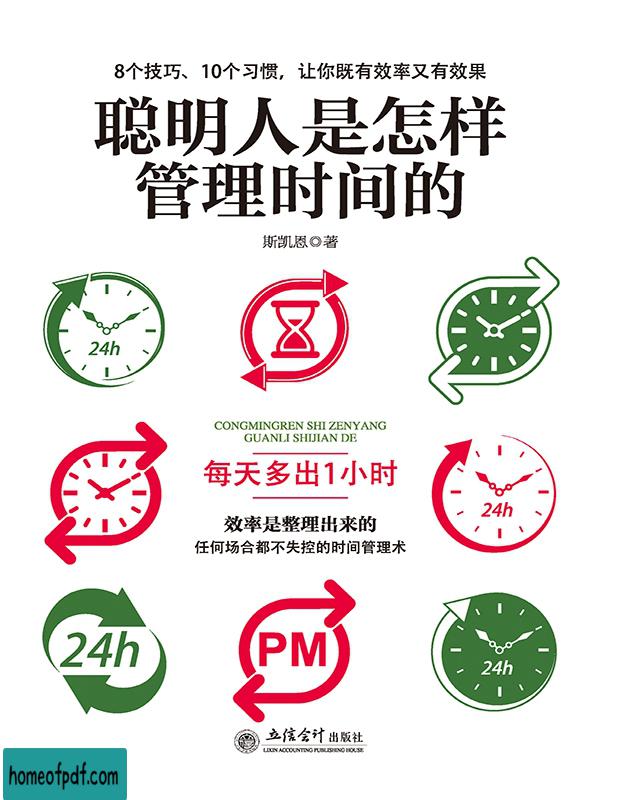 8个技巧、10个习惯，让你既有效率又有效果
聪明人是怎样
管理时间的
斯凯恩◎著
24h
CONGMINGREN SHI ZENYANG
GUANLI SHIJIAN DE
每天多出1小时
24h
效率是整理出来的
任何场合都不失控的时间管理术
24h
PM
24h
立信会计出版社
LIXIN ACCOUNTING PUBLISHING HOUSE
homeofpdf.com